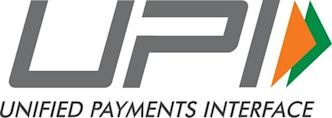 UPI
UNIFIED PAYMENTS INTERFACE